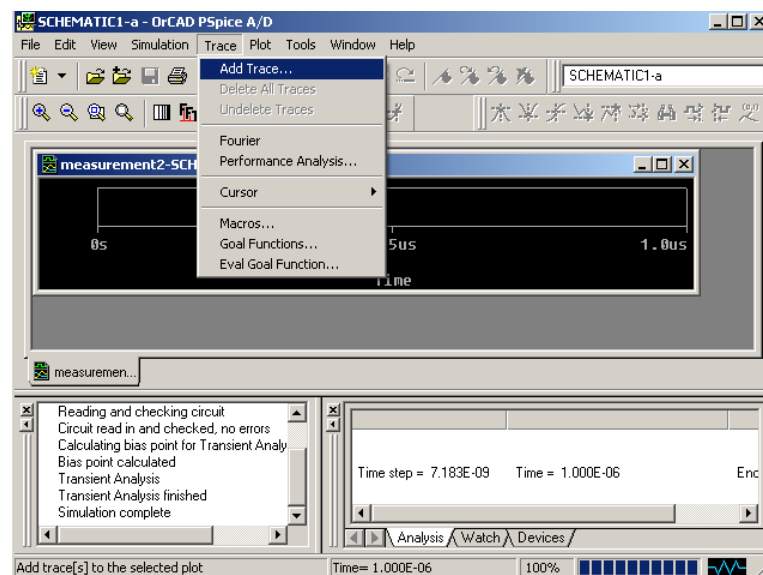 SCHEMATIC1-a - OrCAD PSpice A/D
File Edit View Simulation Trace Plot Tools Window Help
Add Trace...
Delete All Traces
Undelete Traces
Fourier
Performance Analysis...
Cursor
Macros...
Goal Functions...
Eval Goal Function...
SCHEMATIC1-a
measurement2-SCH
0s
5us
1.0us
Time
measuremen...
Reading and checking circuit
Circuit read in and checked, no errors
Calculating bias point for Transient Analy
Bias point calculated
Transient Analysis
Transient Analysis finished
Simulation complete
Time step = 7.183E-09 Time = 1.000E-06 Enc
Analysis Watch Devices
Add trace[s] to the selected plot
Time= 1.000E-06
100%